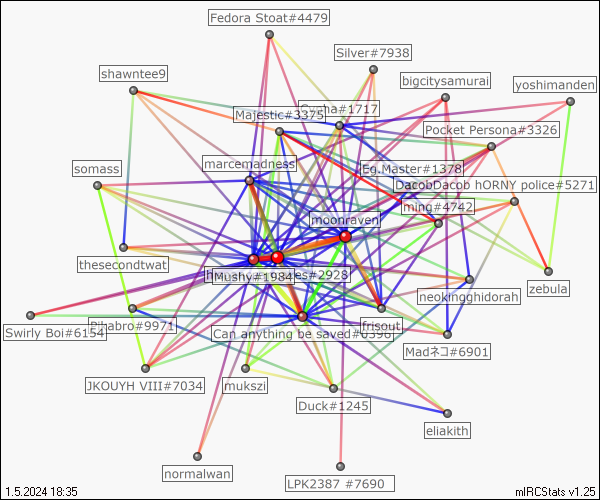 Fedora Stoat#4479
Silver#7938
shawntee9
bigcitysamurai
yoshimanden
Majestic#3375
#1717
Pocket Persona#3326
marcemadness
Eg.Master#1378
somass
DacobDacob hORNY police#5271
ming#4742
moonraven
thesecondtwat
Mushy#1984
es#2928
zebula
neokingghidorah
Swirly Boi#6154
#9971
Can anything be saved#0396
frisout
Madネコ#6901
JKOUYH VIII#7034
mukszi
Duck#1245
eliakith
normalwan
LPK2387 #7690
1.5.2024 18:35
mIRCStats v1.25